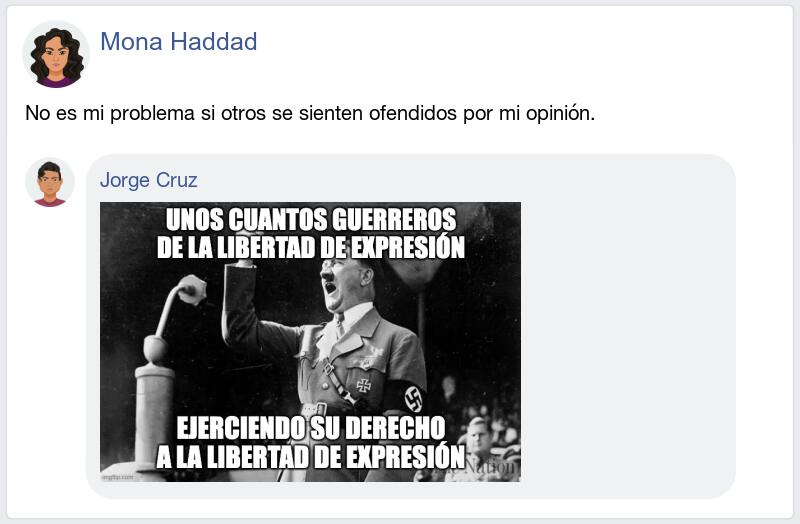 Mona Haddad
No es mi problema si otros se sienten ofendidos por mi opinión.
Jorge Cruz
UNOS CUANTOS GUERREROS
DE LA LIBERTAD DE EXPRESIÓN
EJERCIENDO SU DERECHO
A LA LIBERTAD DE EXPRESIÓN
Nation
imgflip.com